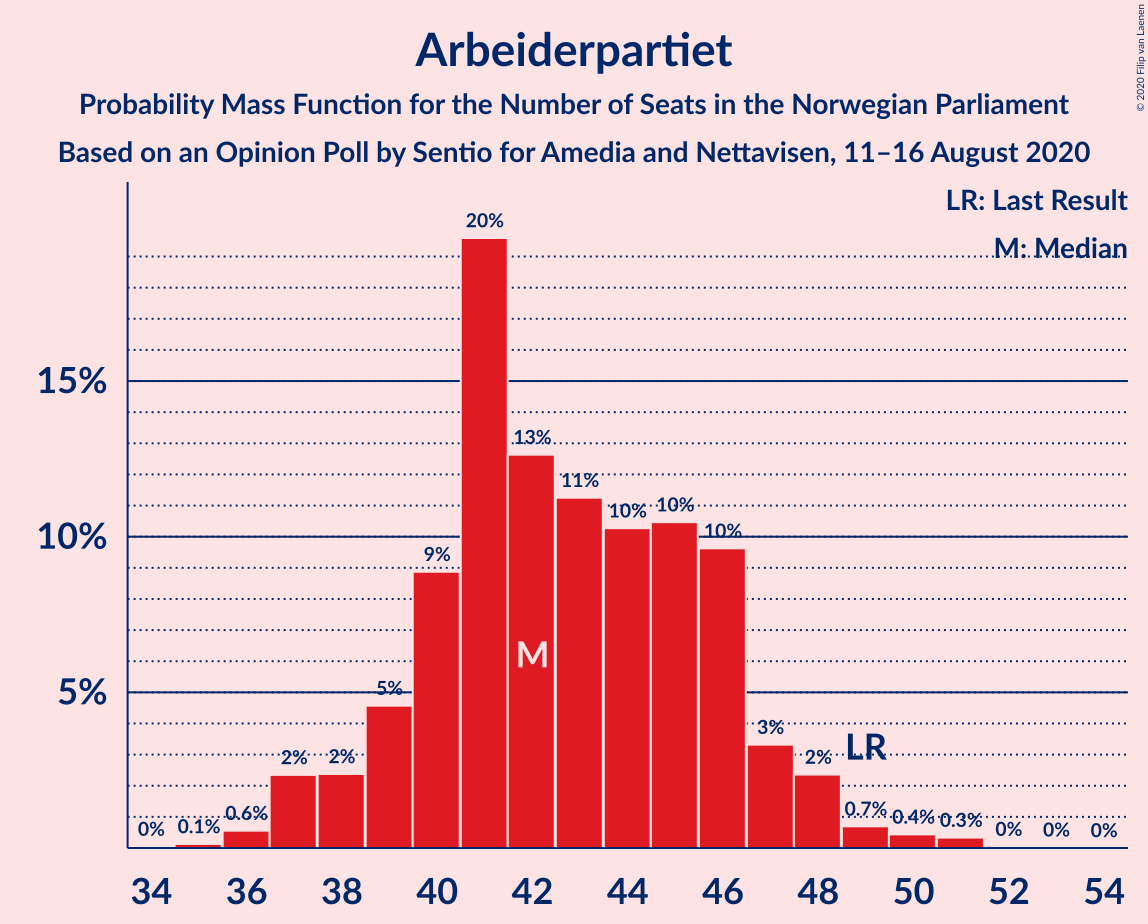 Arbeiderpartiet
Probability Mass Function for the Number of Seats in the Norwegian Parliament
Based on an Opinion Poll by Sentio for Amedia and Nettavisen, 11–16 August 2020
© 2020 Filip van Laenen
LR: Last Result
M: Median
15%
10%
5%
0%
0.1%
0.6%
2%
2%
5%
9%
20%
13%
11%
10%
10%
10%
3%
2%
0.7%
0.4%
0.3%
0%
0%
0%
M
LR
34 36 38 40 42 44 46 48 50 52 54